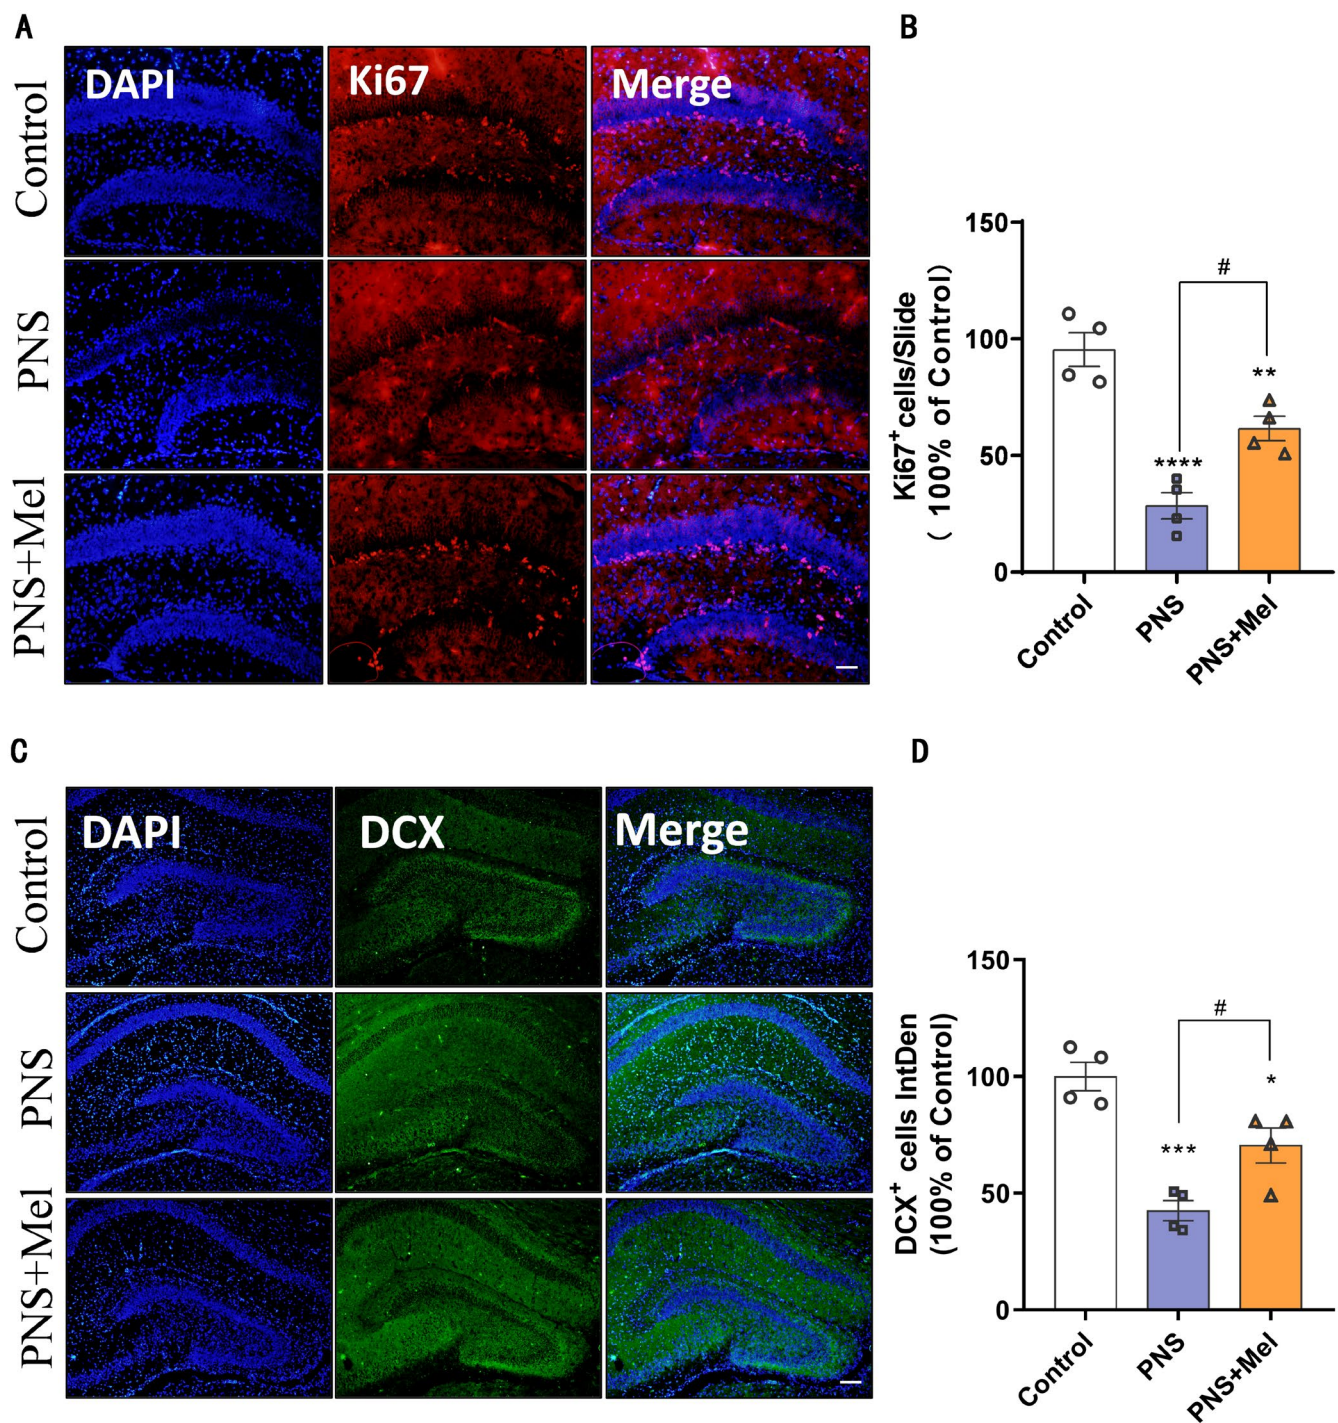 A
DAPI
Ki67
Merge
Control
PNS
PNS+Mel
B
Ki67+cells/Slide
( 100% of Control)
150
100
50
0
#
**
****
Control
PNS
PNS+Mel
C
DAPI
DCX
Merge
Control
PNS
PNS+Mel
D
DCX+ cells IntDen
(100% of Control)
150
100
50
0
#
*
***
Control
PNS
PNS+Mel